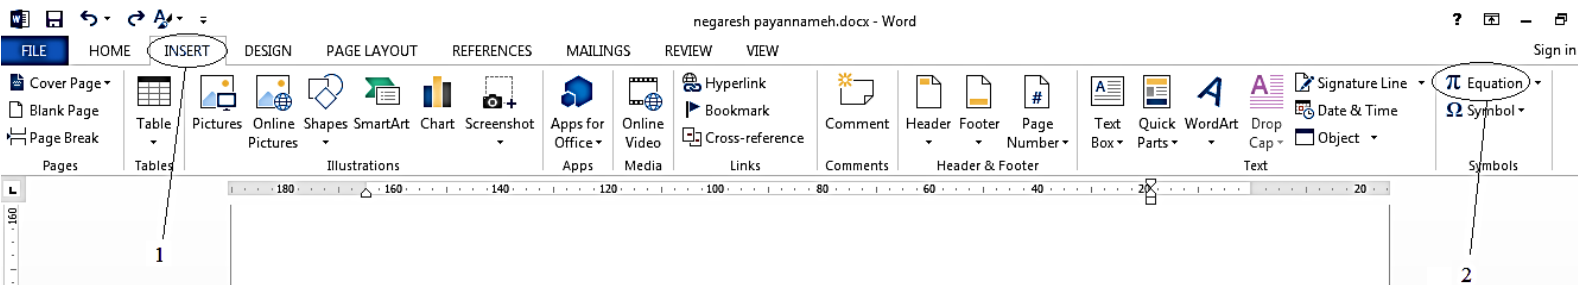 negaresh payannameh.docx - Word
?
FILE HOME INSERT DESIGN PAGE LAYOUT REFERENCES MAILINGS REVIEW VIEW Sign in
Cover Page
Blank Page
Page Break
Pages
Table
Tables
Pictures
Online
Pictures
Shapes
SmartArt
Chart
Screenshot
Illustrations
Apps for
Office
Apps
Online
Video
Media
Hyperlink
Bookmark
Cross-reference
Links
Comment
Comments
Header
Footer
#
Page
Number
Header & Footer
A
Text
Box
Quick
Parts
A
WordArt
A
Drop
Cap
Signature Line
Date & Time
Object
Text
π Equation
Ω Symbol
Symbols
L
180 160 140 120 100 80 60 40 20 20
160
1
2